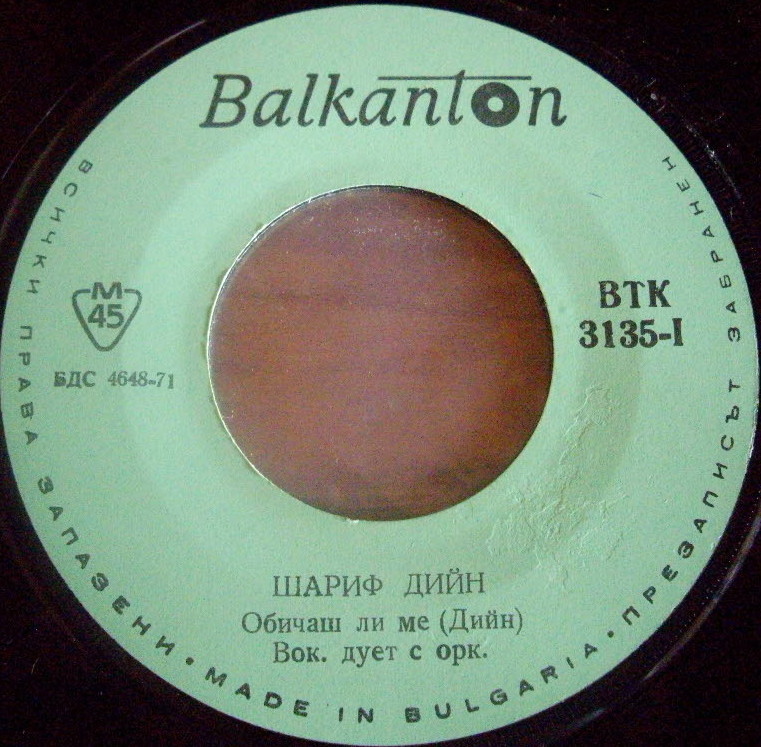 Balkanton
М
45
БДС 4648-71
ВТК
3135-I
ШАРИФ ДИЙН
Обичаш ли ме (Дийн)
Вок. дует с орк.
ВСИЧКИ ПРАВА ЗАПАЗЕНИ • MADE IN BULGARIA • ПРЕЗАПИСЪТ ЗАБРАНЕН